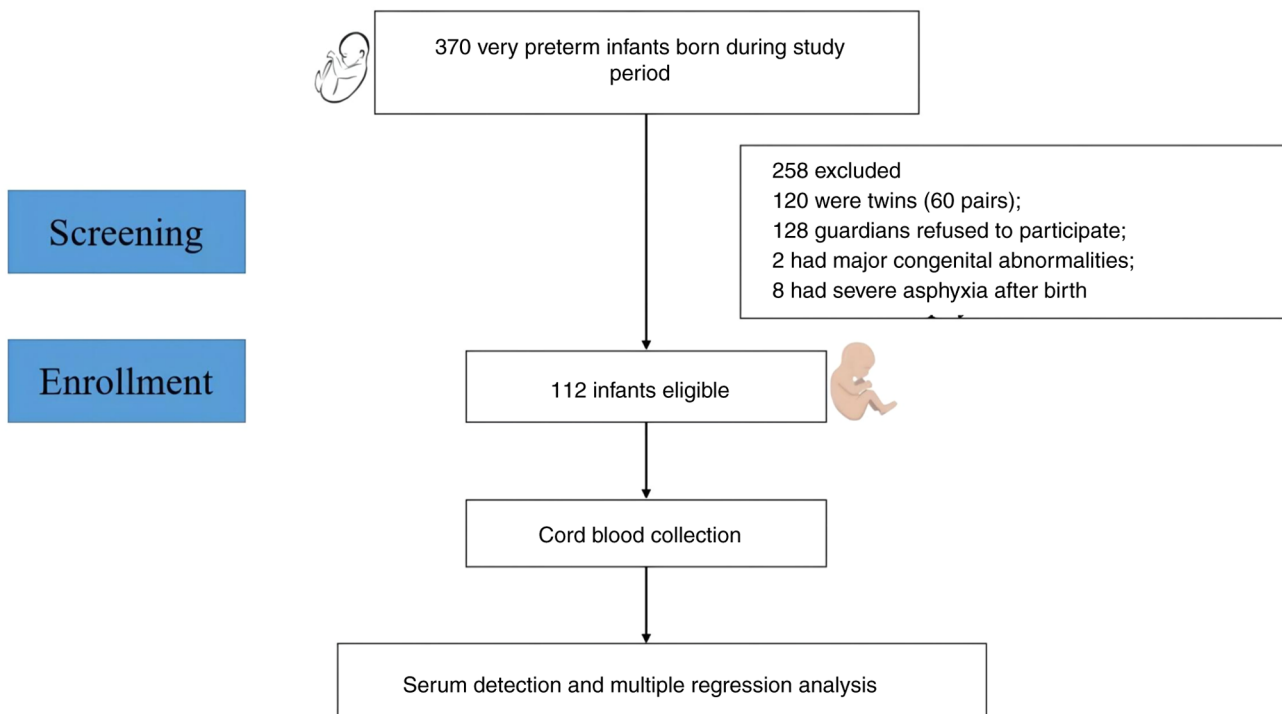 370 very preterm infants born during study
period
258 excluded
120 were twins (60 pairs);
128 guardians refused to participate;
2 had major congenital abnormalities;
8 had severe asphyxia after birth
Screening
Enrollment
112 infants eligible
Cord blood collection
Serum detection and multiple regression analysis